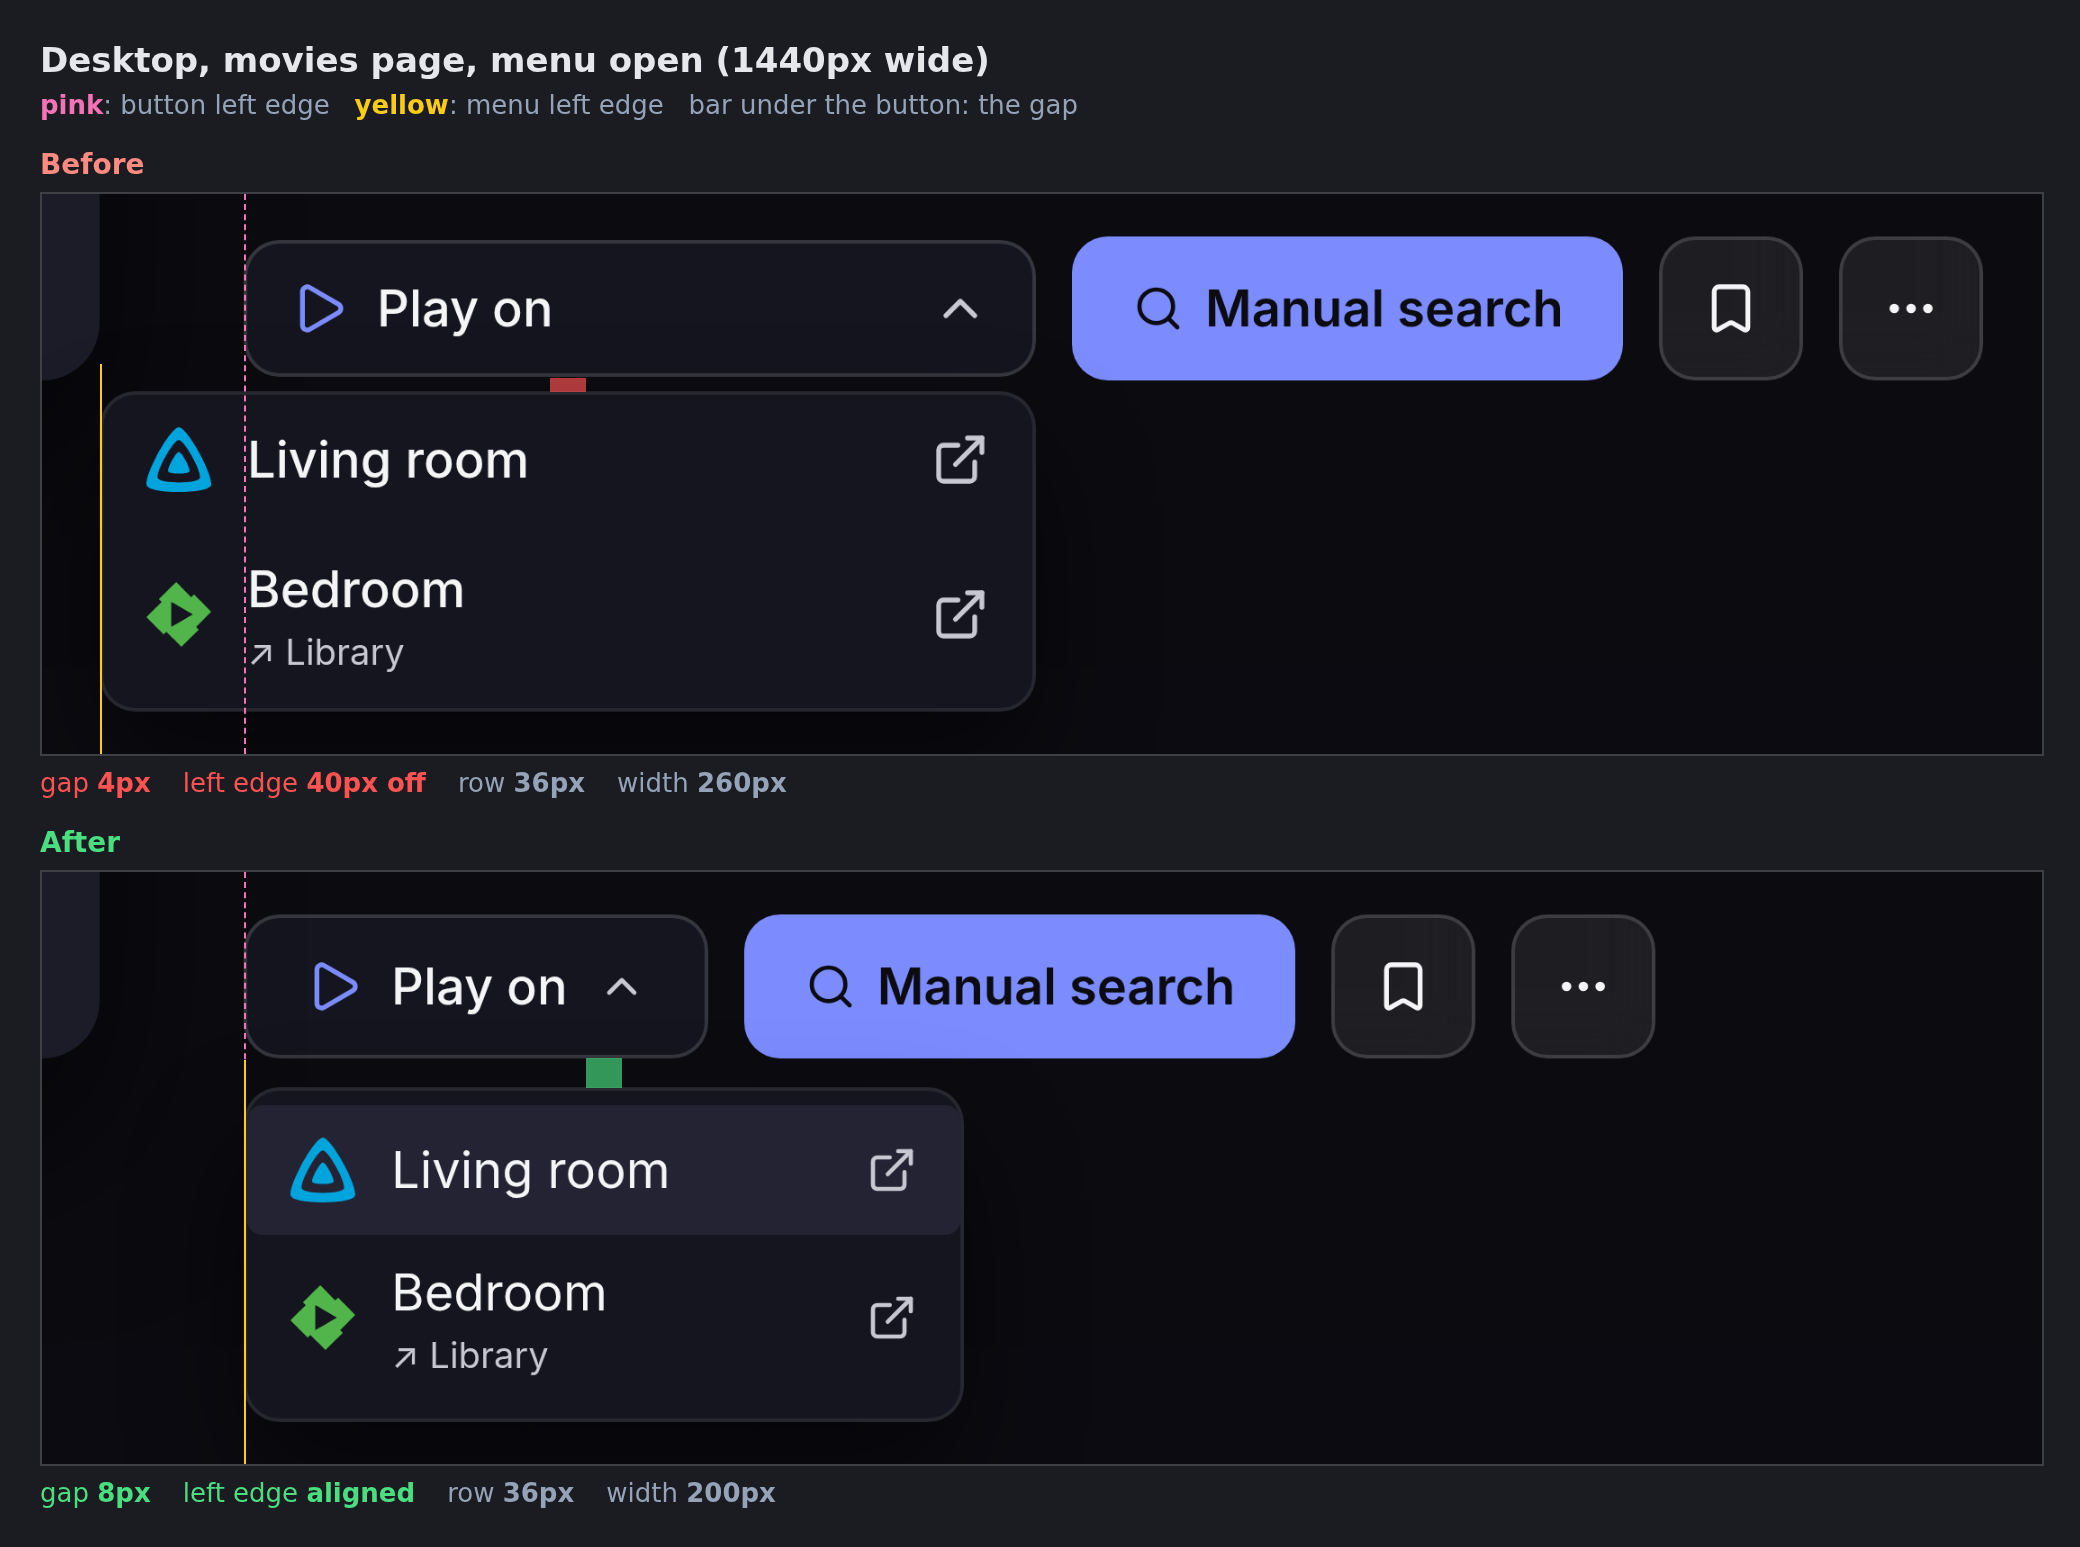 Desktop, movies page, menu open (1440px wide)
pink: button left edge yellow: menu left edge bar under the button: the gap
Before
Play on
Manual search
Living room
Bedroom
↗ Library
gap 4px left edge 40px off row 36px width 260px
After
Play on
Manual search
Living room
Bedroom
↗ Library
gap 8px left edge aligned row 36px width 200px